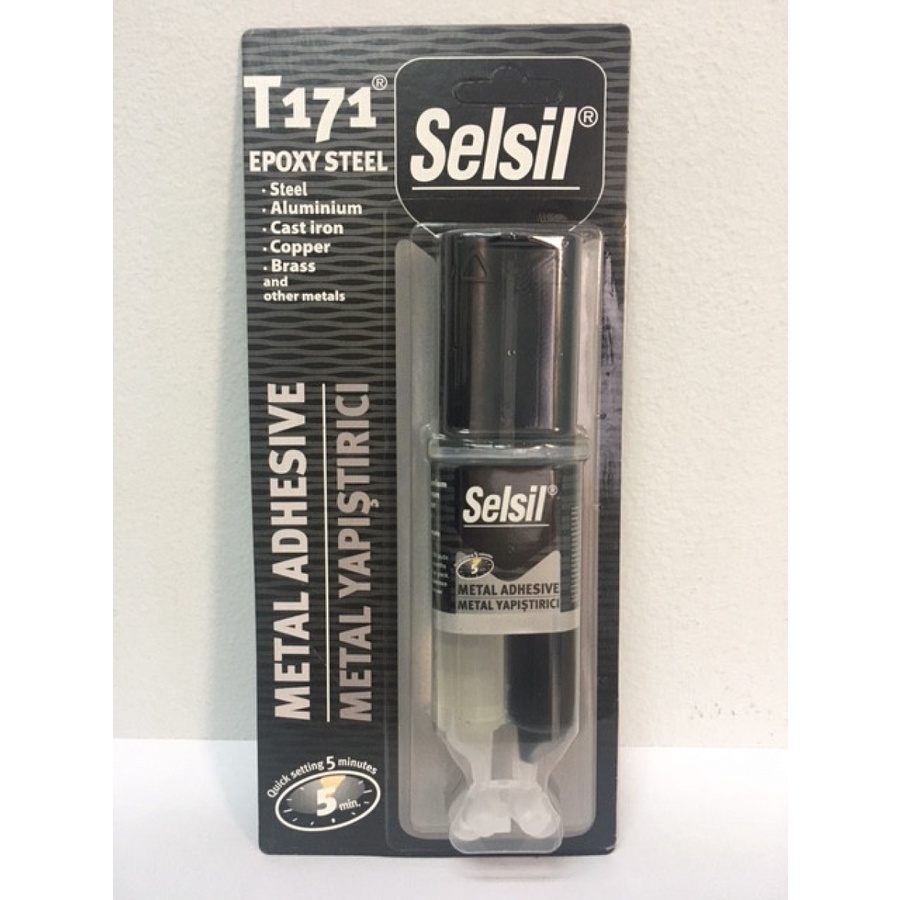 T171®
EPOXY STEEL
· Steel
· Aluminium
· Cast iron
· Copper
· Brass
and
other metals
Selsil®
METAL ADHESIVE
METAL YAPIŞTIRICI
Selsil®
5
METAL ADHESIVE
METAL YAPIŞTIRICI
Quick setting 5 minutes
5 min.